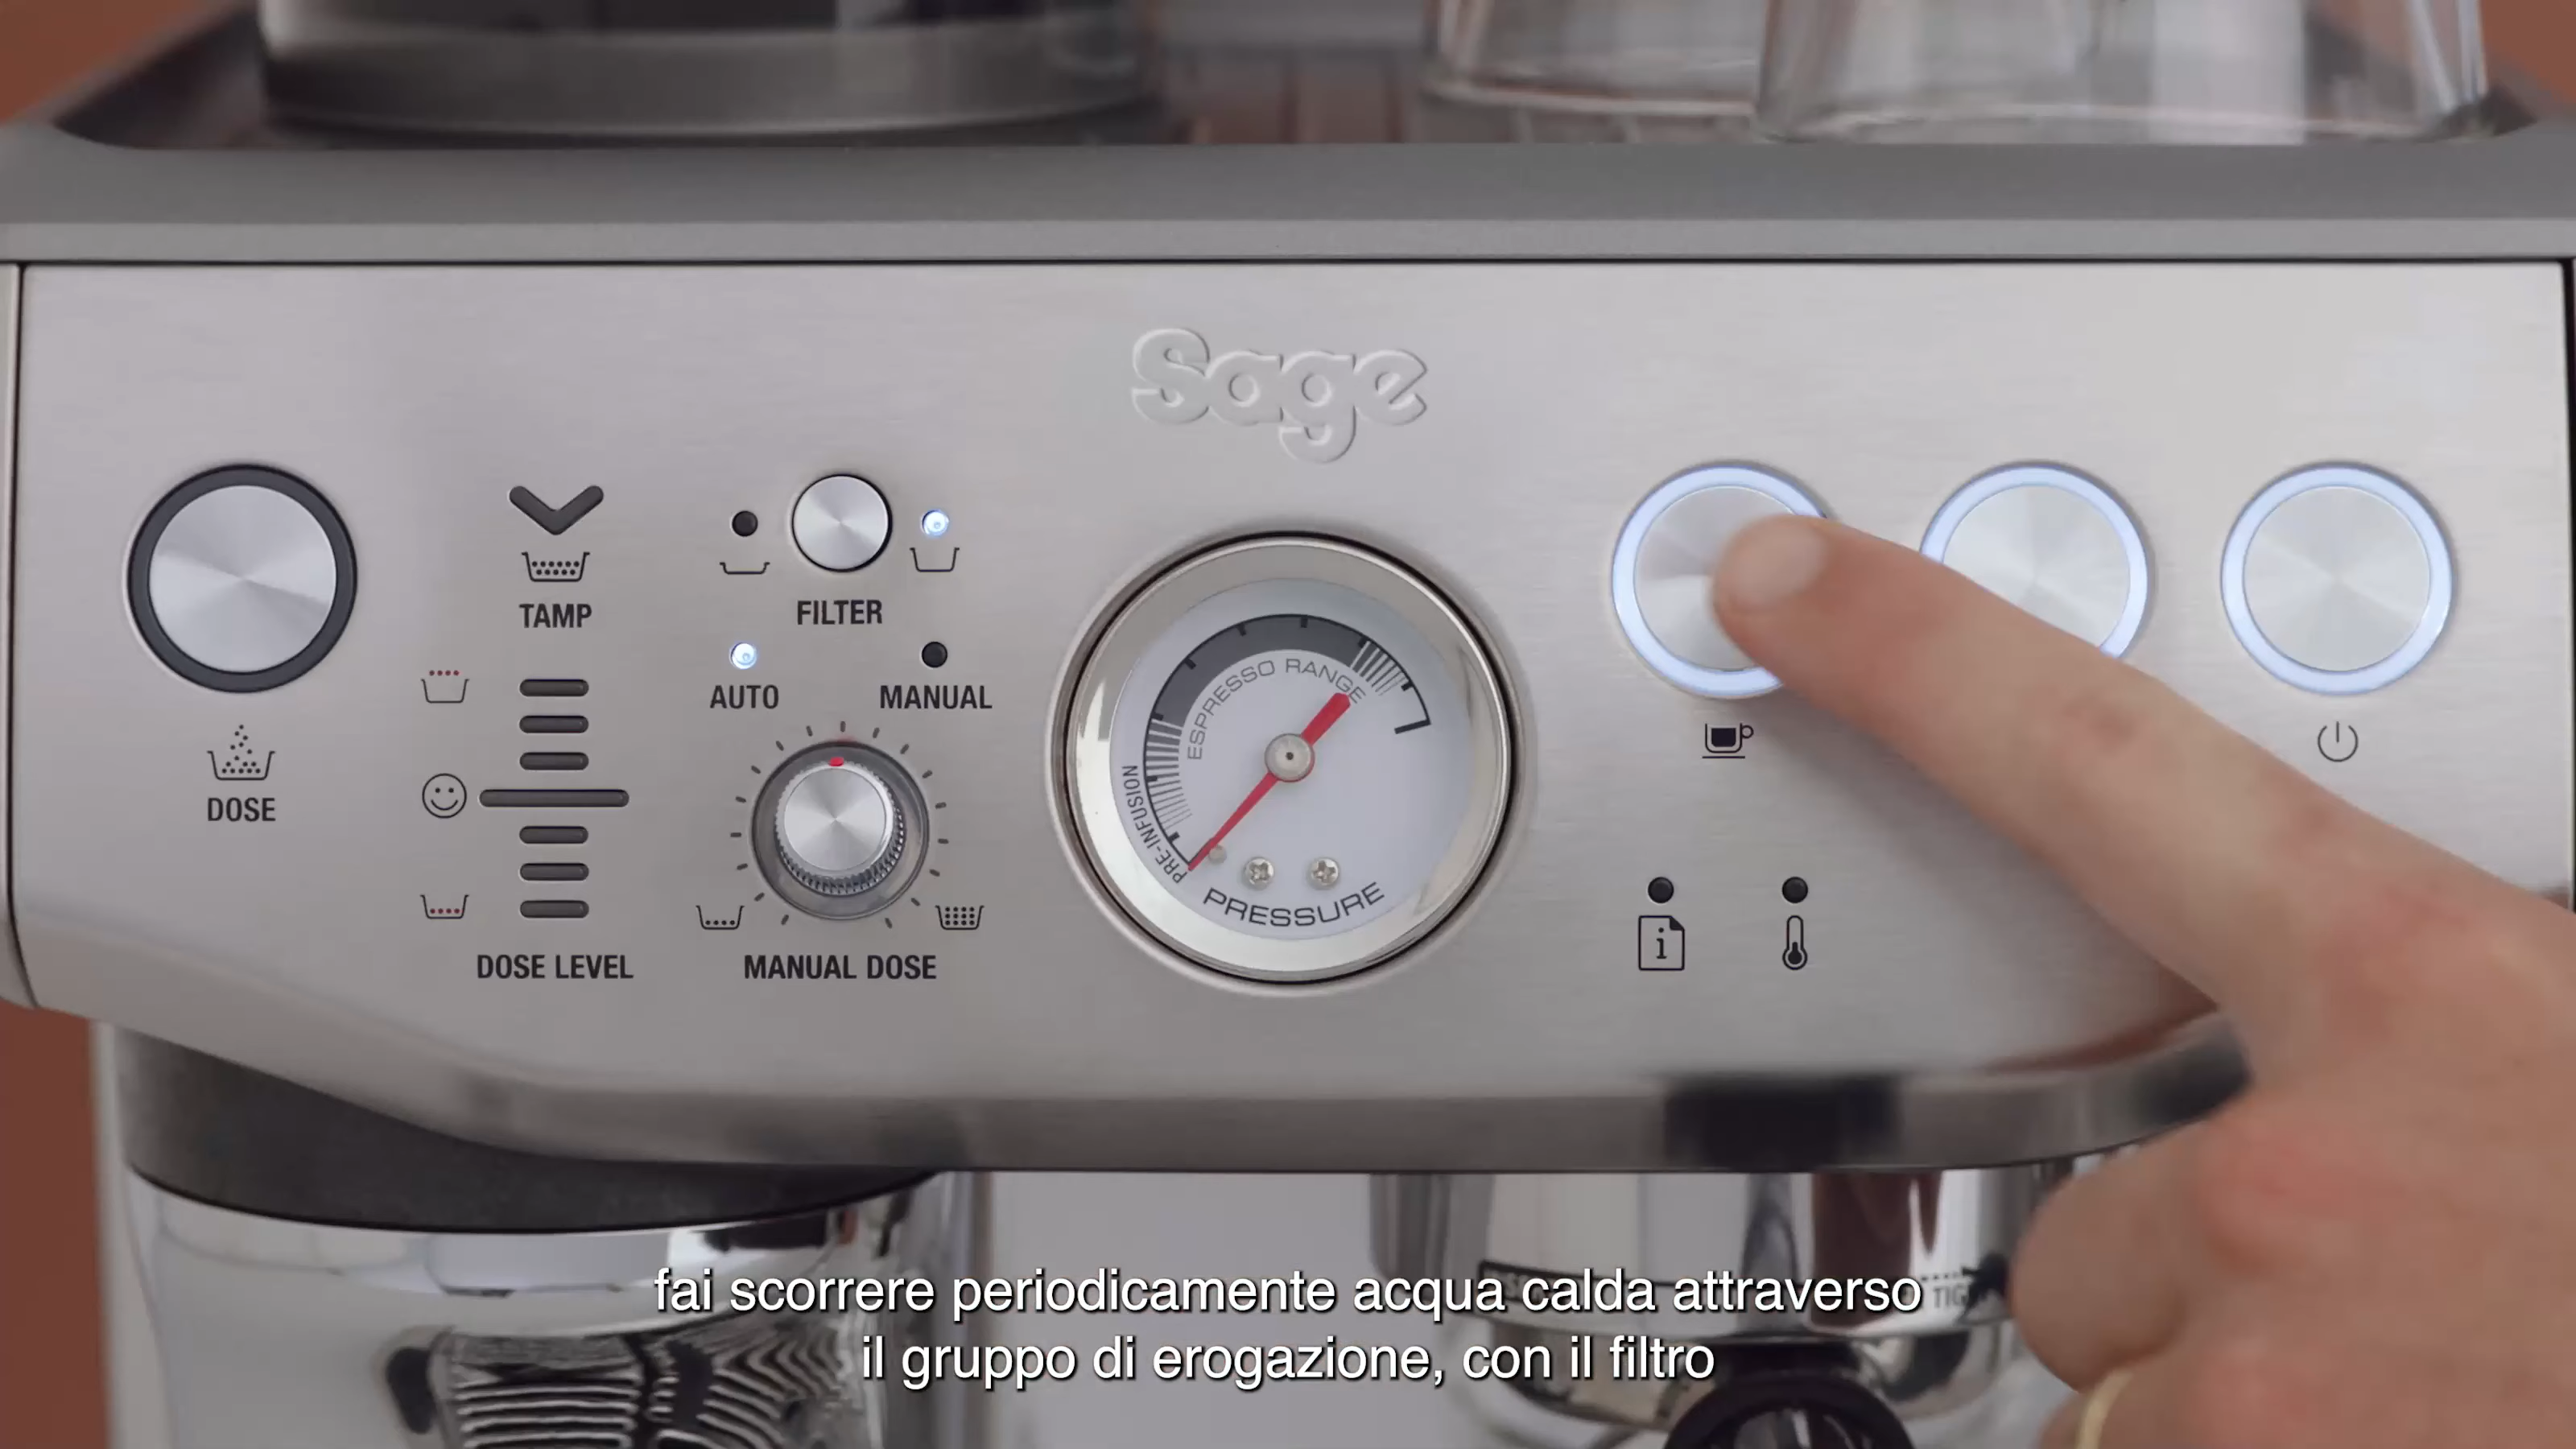 Sage
TAMP
FILTER
AUTO
MANUAL
DOSE
DOSE LEVEL
MANUAL DOSE
ESPRESSO RANGE
PRE-INFUSION
PRESSURE
fai scorrere periodicamente acqua calda attraverso
il gruppo di erogazione, con il filtro